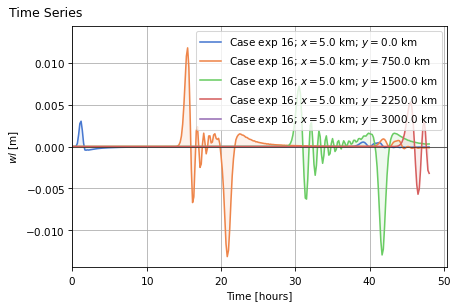 Time Series
Case exp 16; x = 5.0 km; y = 0.0 km
Case exp 16; x = 5.0 km; y = 750.0 km
Case exp 16; x = 5.0 km; y = 1500.0 km
Case exp 16; x = 5.0 km; y = 2250.0 km
Case exp 16; x = 5.0 km; y = 3000.0 km
wl [m]
0.010
0.005
0.000
−0.005
−0.010
0 10 20 30 40 50
Time [hours]